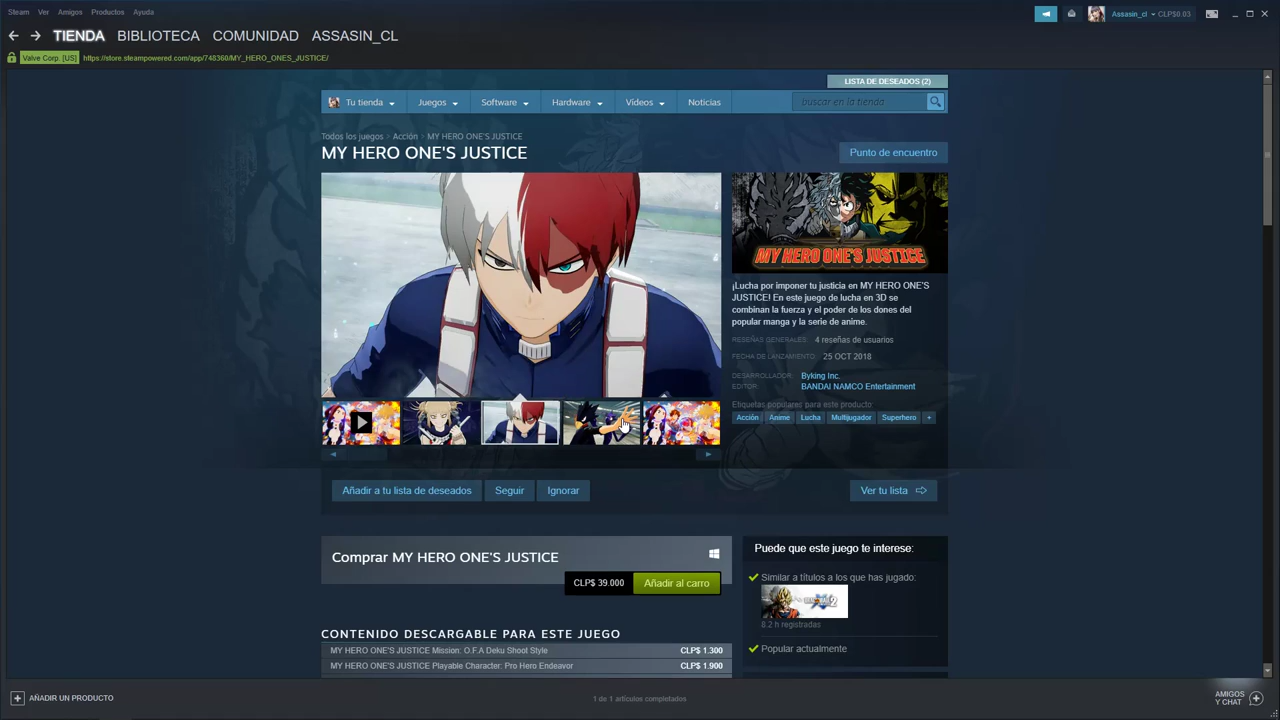 Steam Ver Amigos Productos Ayuda
Assasin_cl CLP$0.03
TIENDA BIBLIOTECA COMUNIDAD ASSASIN_CL
Valve Corp. [US] https://store.steampowered.com/app/748360/MY_HERO_ONES_JUSTICE/
LISTA DE DESEADOS (2)
Tu tienda Juegos Software Hardware Vídeos Noticias buscar en la tienda
Todos los juegos > Acción > MY HERO ONE'S JUSTICE
MY HERO ONE'S JUSTICE
Punto de encuentro
MY HERO ONE'S JUSTICE
¡Lucha por imponer tu justicia en MY HERO ONE'S
JUSTICE! En este juego de lucha en 3D se
combinan la fuerza y el poder de los dones del
popular manga y la serie de anime.
RESEÑAS GENERALES: 4 reseñas de usuarios
FECHA DE LANZAMIENTO: 25 OCT 2018
DESARROLLADOR: Byking Inc.
EDITOR: BANDAI NAMCO Entertainment
Etiquetas populares para este producto:
Acción Anime Lucha Multijugador Superhero +
Añadir a tu lista de deseados Seguir Ignorar Ver tu lista
Comprar MY HERO ONE'S JUSTICE
CLP$ 39.000 Añadir al carro
Puede que este juego te interese:
Similar a títulos a los que has jugado:
8.2 h registradas
Popular actualmente
CONTENIDO DESCARGABLE PARA ESTE JUEGO
MY HERO ONE'S JUSTICE Mission: O.F.A Deku Shoot Style CLP$ 1.300
MY HERO ONE'S JUSTICE Playable Character: Pro Hero Endeavor CLP$ 1.900
+ AÑADIR UN PRODUCTO
1 de 1 artículos completados
AMIGOS
Y CHAT +